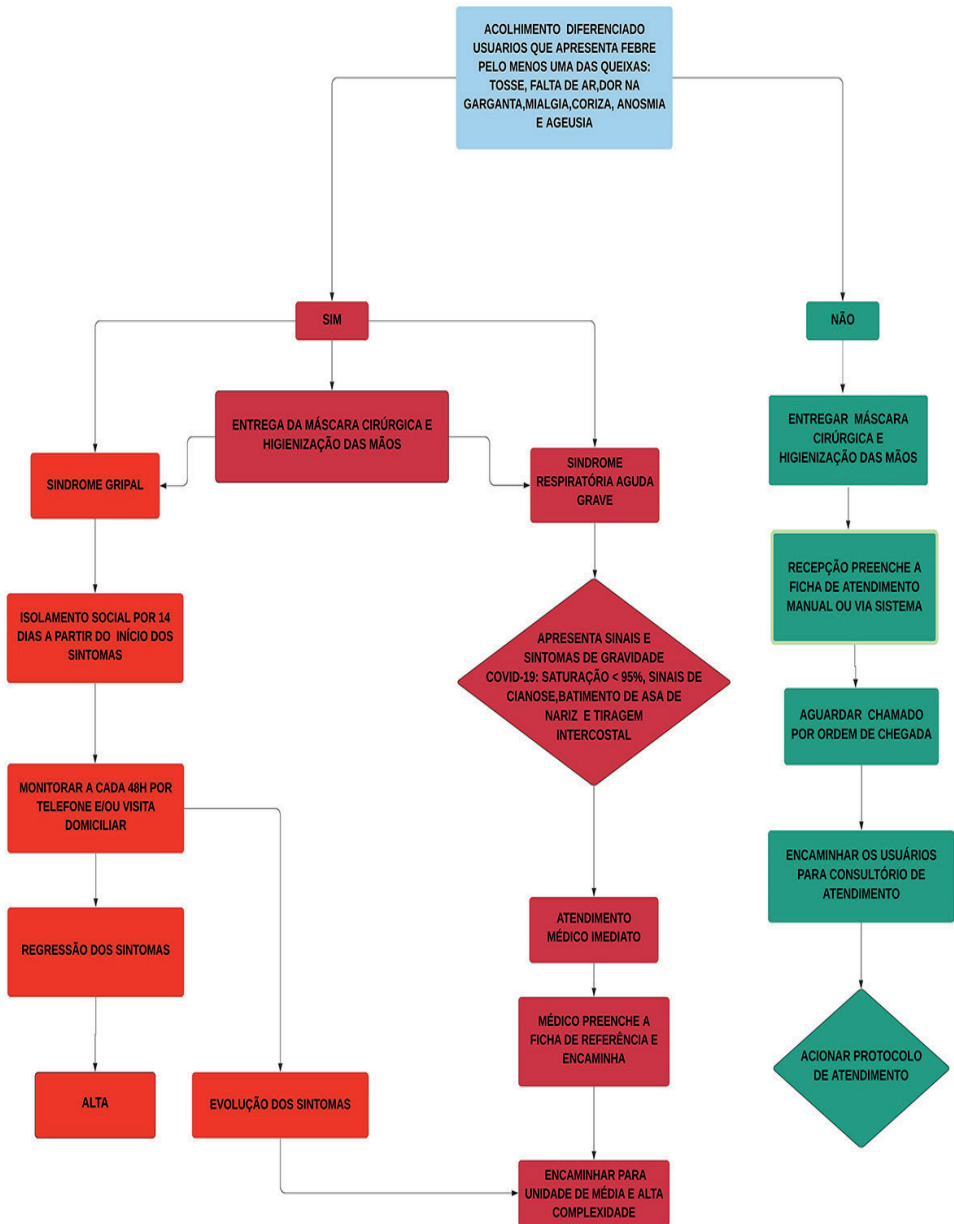 ACOLHIMENTO DIFERENCIADO
USUARIOS QUE APRESENTA FEBRE
PELO MENOS UMA DAS QUEIXAS:
TOSSE, FALTA DE AR,DOR NA
GARGANTA,MIALGIA,CORIZA, ANOSMIA
E AGEUSIA
SIM
NÃO
ENTREGA DA MÁSCARA CIRÚRGICA E
HIGIENIZAÇÃO DAS MÃOS
SINDROME GRIPAL
ISOLAMENTO SOCIAL POR 14
DIAS A PARTIR DO INÍCIO DOS
SINTOMAS
MONITORAR A CADA 48H POR
TELEFONE E/OU VISITA
DOMICILIAR
REGRESSÃO DOS SINTOMAS
ALTA
EVOLUÇÃO DOS SINTOMAS
SINDROME
RESPIRATÓRIA AGUDA
GRAVE
APRESENTA SINAIS E
SINTOMAS DE GRAVIDADE
COVID-19: SATURAÇÃO < 95%, SINAIS DE
CIANOSE,BATIMENTO DE ASA DE
NARIZ E TIRAGEM
INTERCOSTAL
ATENDIMENTO
MÉDICO IMEDIATO
MÉDICO PREENCHE A
FICHA DE REFERÊNCIA E
ENCAMINHA
ENCAMINHAR PARA
UNIDADE DE MÉDIA E ALTA
COMPLEXIDADE
ENTREGAR MÁSCARA
CIRÚRGICA E
HIGIENIZAÇÃO DAS MÃOS
RECEPÇÃO PREENCHE A
FICHA DE ATENDIMENTO
MANUAL OU VIA SISTEMA
AGUARDAR CHAMADO
POR ORDEM DE CHEGADA
ENCAMINHAR OS USUÁRIOS
PARA CONSULTÓRIO DE
ATENDIMENTO
ACIONAR PROTOCOLO
DE ATENDIMENTO